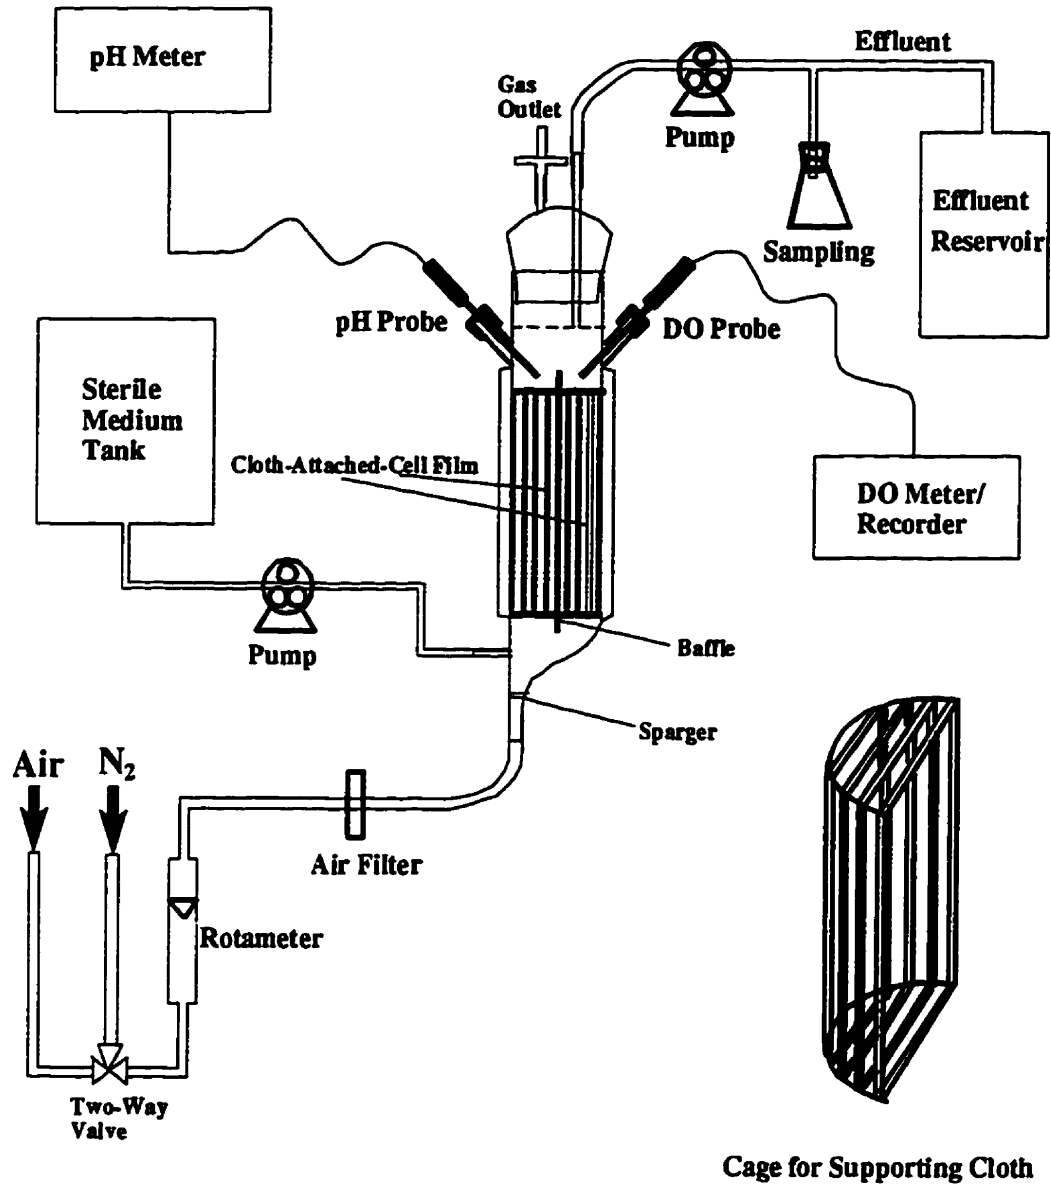 pH Meter
Effluent
Gas
Outlet
Pump
Effluent
Reservoir
Sampling
pH Probe
DO Probe
Sterile
Medium
Tank
Cloth-Attached-Cell Film
DO Meter/
Recorder
Pump
Baffle
Sparger
Air
N2
Air Filter
Rotameter
Two-Way
Valve
Cage for Supporting Cloth